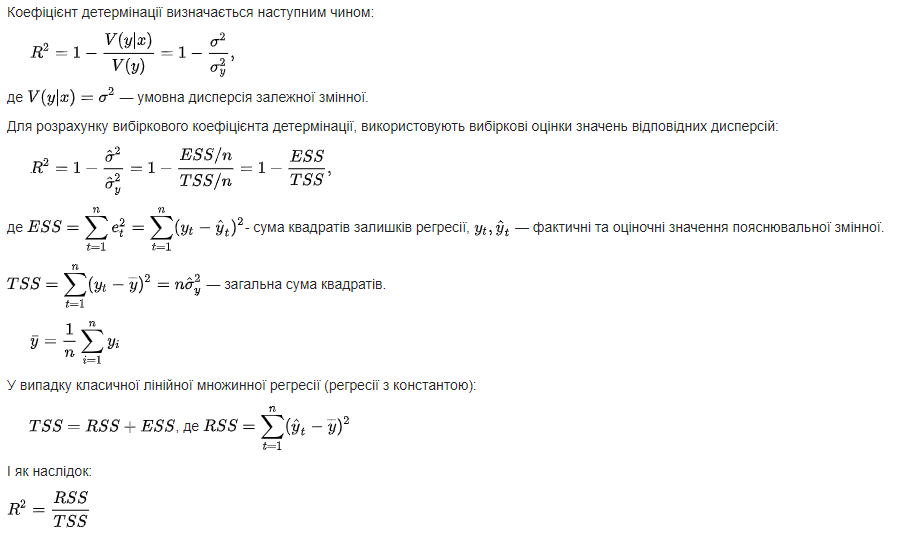 Коефіцієнт детермінації визначається наступним чином:
$R^2 = 1 - \frac{V(y|x)}{V(y)} = 1 - \frac{\sigma^2}{\sigma_y^2},$
де $V(y|x) = \sigma^2$ — умовна дисперсія залежної змінної.
Для розрахунку вибіркового коефіцієнта детермінації, використовують вибіркові оцінки значень відповідних дисперсій:
$R^2 = 1 - \frac{\hat{\sigma}^2}{\hat{\sigma}_y^2} = 1 - \frac{ESS/n}{TSS/n} = 1 - \frac{ESS}{TSS},$
де $ESS = \sum_{t=1}^{n} e_t^2 = \sum_{t=1}^{n} (y_t - \hat{y}_t)^2$- сума квадратів залишків регресії, $y_t, \hat{y}_t$ — фактичні та оціночні значення пояснювальної змінної.
$TSS = \sum_{t=1}^{n} (y_t - \overline{y})^2 = n\hat{\sigma}_y^2$ — загальна сума квадратів.
$\bar{y} = \frac{1}{n} \sum_{i=1}^{n} y_i$
У випадку класичної лінійної множинної регресії (регресії з константою):
$TSS = RSS + ESS$, де $RSS = \sum_{t=1}^{n} (\hat{y}_t - \overline{y})^2$
І як наслідок:
$R^2 = \frac{RSS}{TSS}$